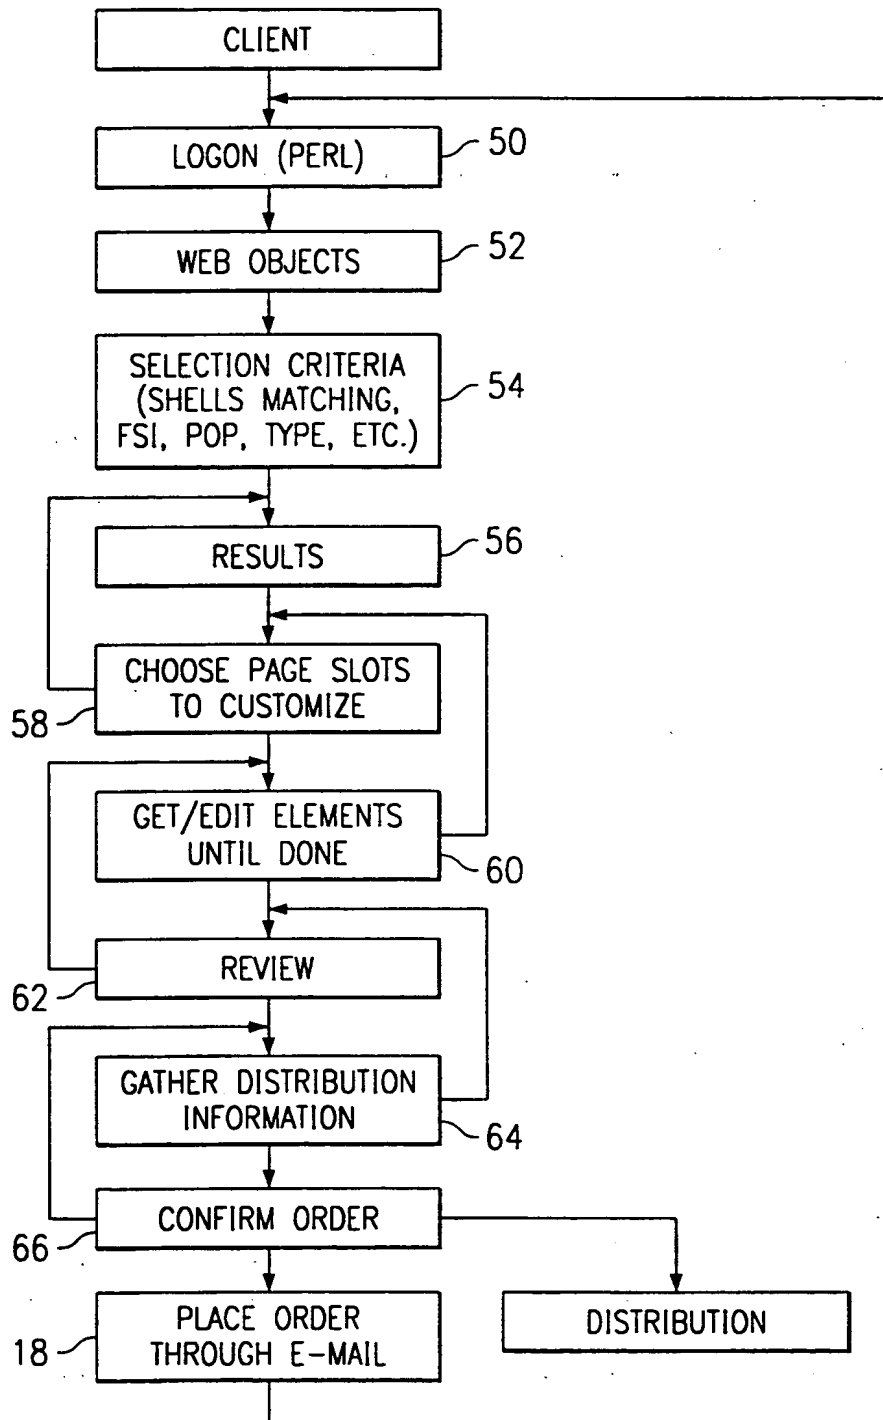 CLIENT
LOGON (PERL)
50
WEB OBJECTS
52
SELECTION CRITERIA
(SHELLS MATCHING,
FSI, POP, TYPE, ETC.)
54
RESULTS
56
CHOOSE PAGE SLOTS
TO CUSTOMIZE
58
GET/EDIT ELEMENTS
UNTIL DONE
60
REVIEW
62
GATHER DISTRIBUTION
INFORMATION
64
CONFIRM ORDER
66
PLACE ORDER
THROUGH E-MAIL
18
DISTRIBUTION